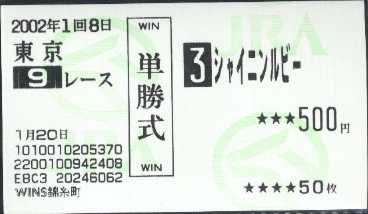 2002年1回8日
東京
9レース
1月20日
1010010205370
2200100942408
E8C3 20246062
WINS錦糸町
WIN
単勝式
WIN
3 シャイニンルビー
☆☆☆500円
☆☆☆☆50枚
JRA